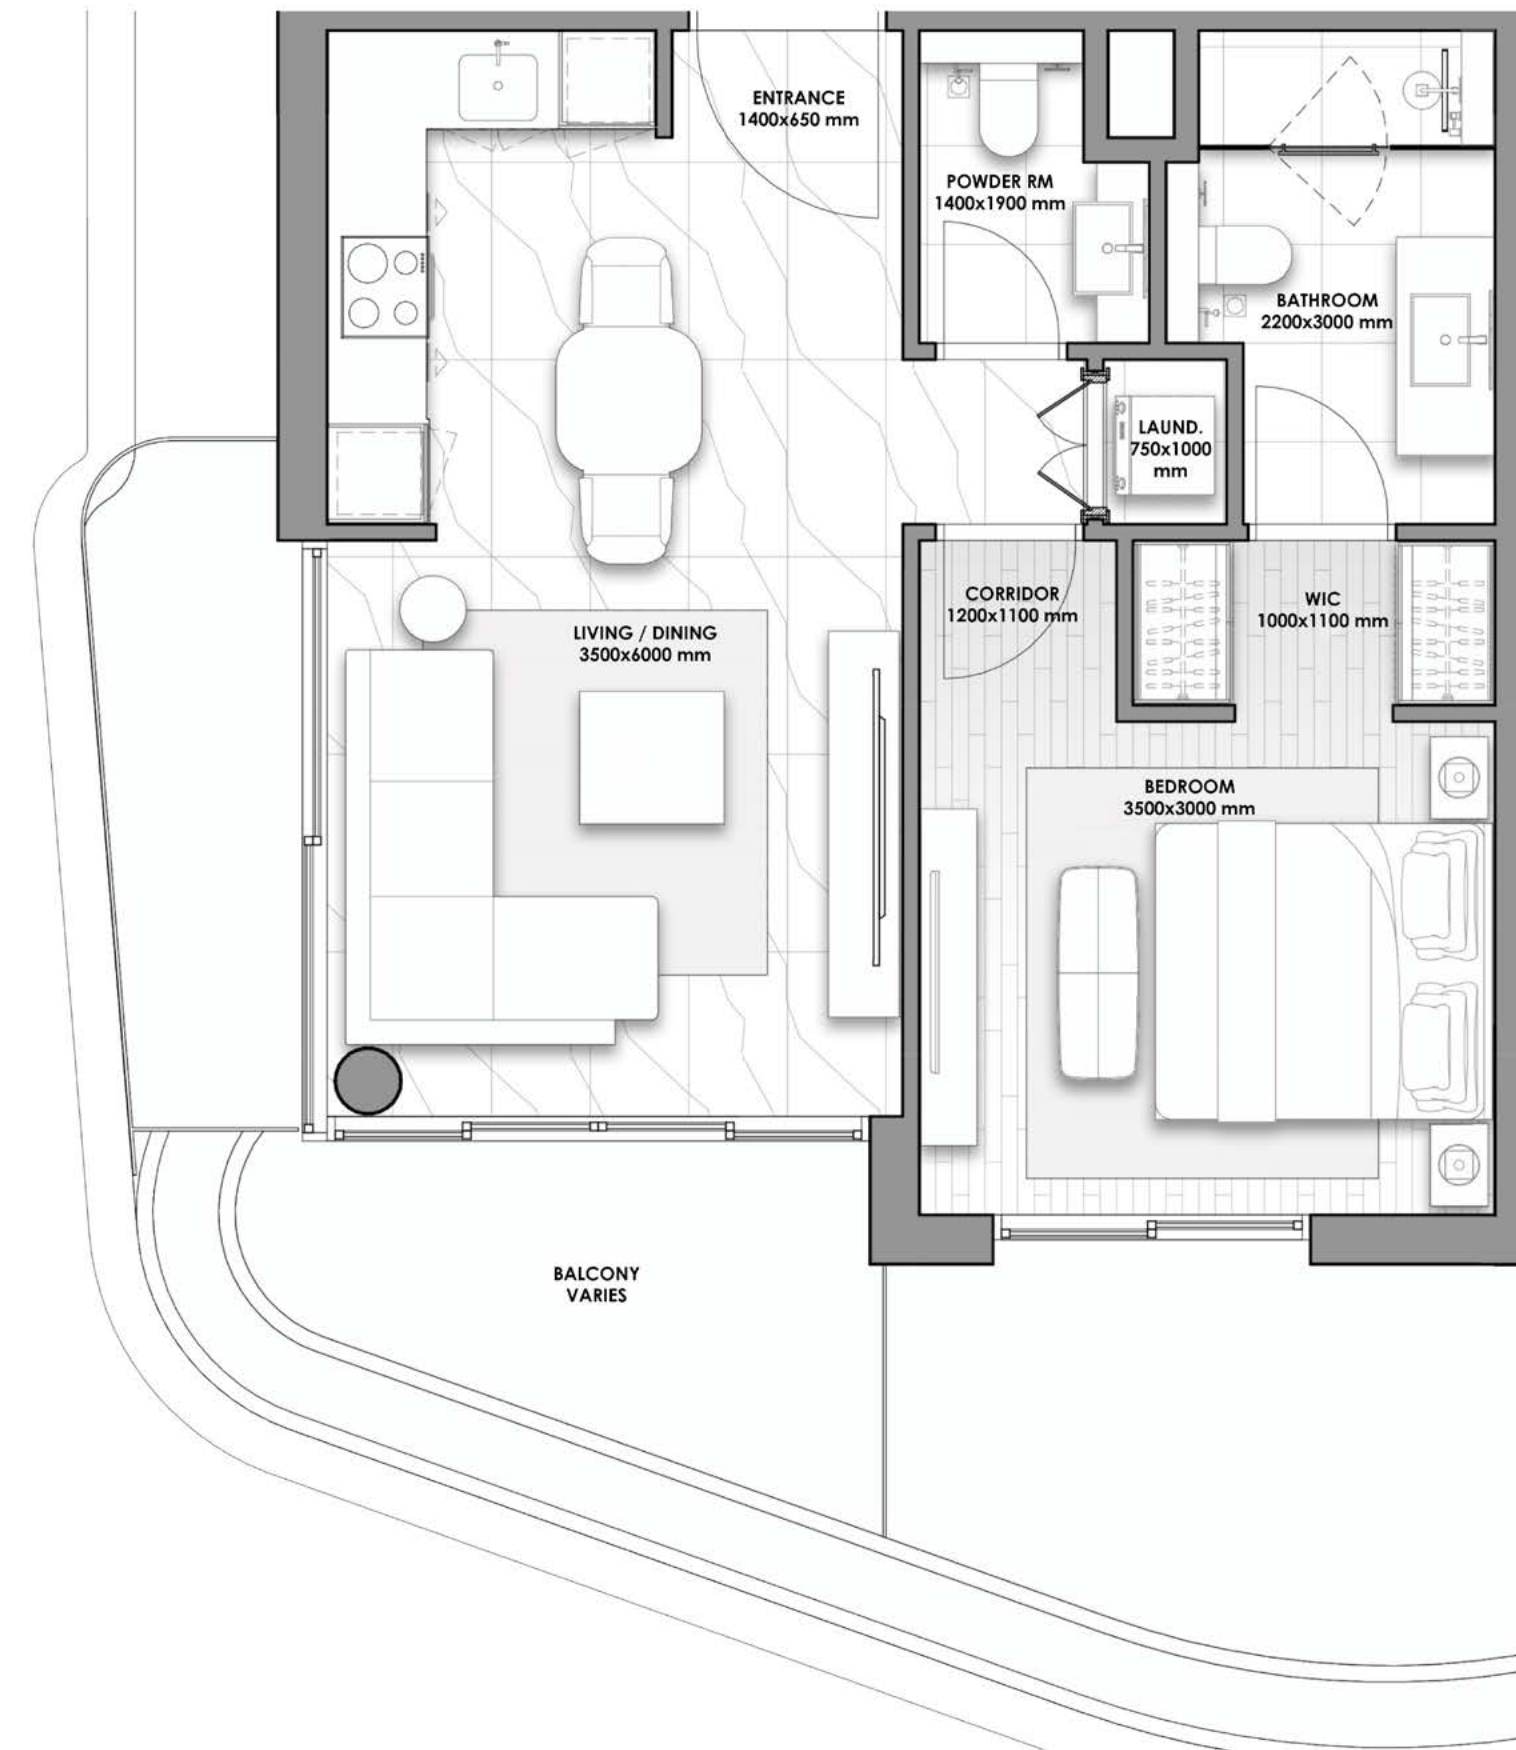 ENTRANCE
1400x650 mm
POWDER RM
1400x1900 mm
BATHROOM
2200x3000 mm
LAUND.
750x1000
mm
CORRIDOR
1200x1100 mm
WIC
1000x1100 mm
LIVING / DINING
3500x6000 mm
BEDROOM
3500x3000 mm
BALCONY
VARIES